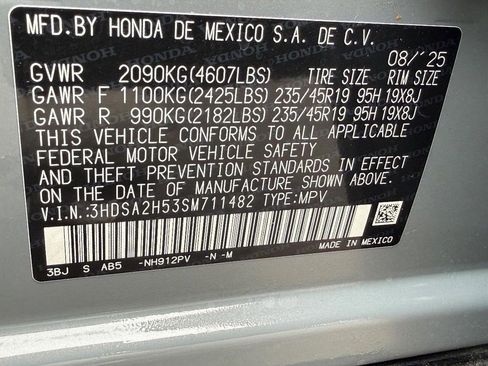 MFD.BY HONDA DE MEXICO S.A. DE C.V.
08/'25
GVWR 2090KG(4607LBS) TIRE SIZE RIM SIZE
GAWR F 1100KG(2425LBS) 235/45R19 95H 19X8J
GAWR R 990KG(2182LBS) 235/45R19 95H 19X8J
THIS VEHICLE CONFORMS TO ALL APPLICABLE
FEDERAL MOTOR VEHICLE SAFETY
AND THEFT PREVENTION STANDARDS IN EFFECT
ON THE DATE OF MANUFACTURE SHOWN ABOVE.
V.I.N.:3HDSA2H53SM711482 TYPE:MPV
3BJ S AB5 -NH912PV -N -M
MADE IN MEXICO